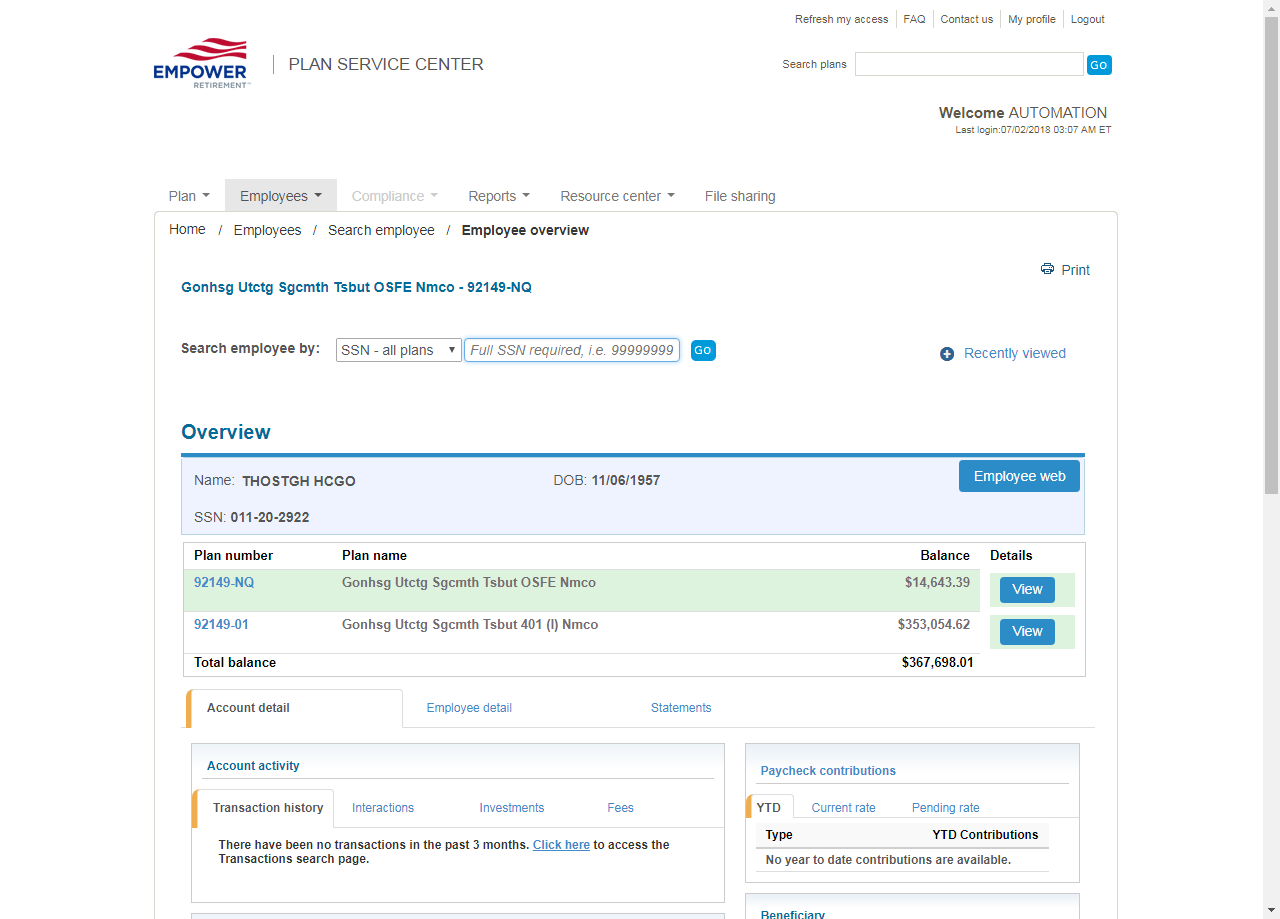 Refresh my access FAQ Contact us My profile Logout
EMPOWER
RETIREMENT™
PLAN SERVICE CENTER
Search plans GO
Welcome AUTOMATION
Last login:07/02/2018 03:07 AM ET
Plan Employees Compliance Reports Resource center File sharing
Home / Employees / Search employee / Employee overview
Print
Gonhsg Utctg Sgcmth Tsbut OSFE Nmco - 92149-NQ
Search employee by: SSN - all plans Full SSN required, i.e. 99999999 GO
Recently viewed
Overview
Name: THOSTGH HCGO DOB: 11/06/1957 Employee web
SSN: 011-20-2922
Plan number Plan name Balance Details
92149-NQ Gonhsg Utctg Sgcmth Tsbut OSFE Nmco $14,643.39 View
92149-01 Gonhsg Utctg Sgcmth Tsbut 401 (I) Nmco $353,054.62 View
Total balance $367,698.01
Account detail Employee detail Statements
Account activity
Transaction history Interactions Investments Fees
There have been no transactions in the past 3 months. Click here to access the
Transactions search page.
Paycheck contributions
YTD Current rate Pending rate
Type YTD Contributions
No year to date contributions are available.
Beneficiary